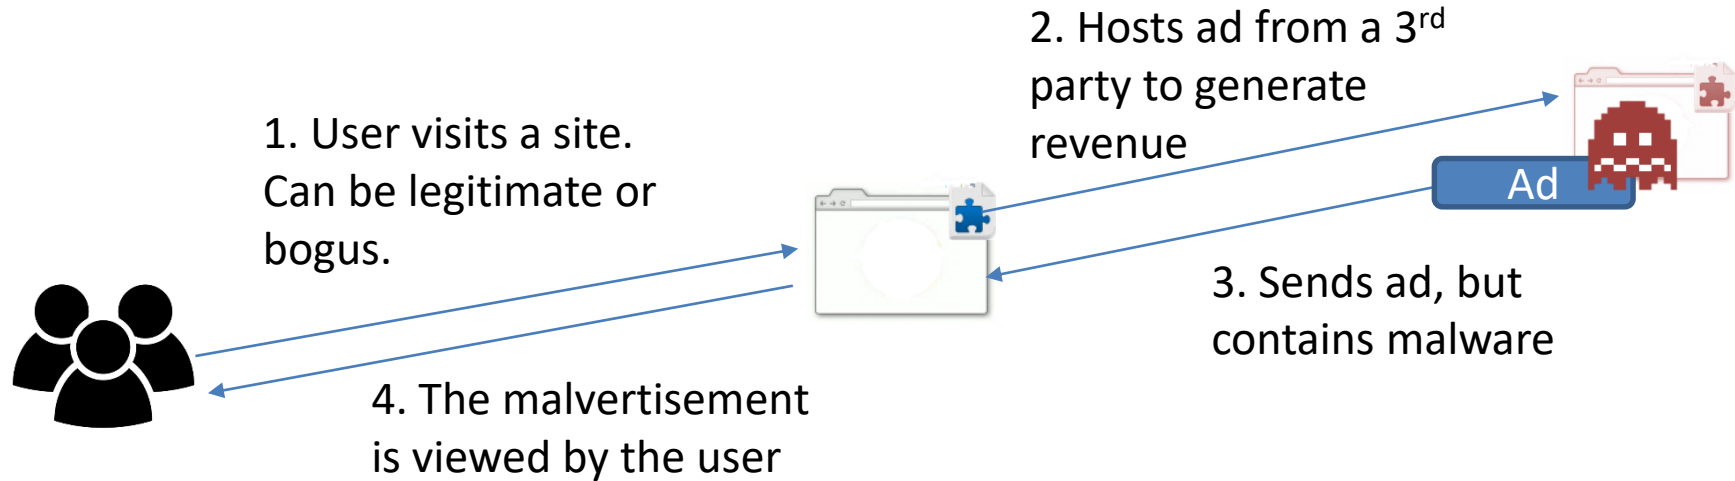 1. User visits a site.
Can be legitimate or
bogus.
2. Hosts ad from a 3rd
party to generate
revenue
Ad
3. Sends ad, but
contains malware
4. The malvertisement
is viewed by the user